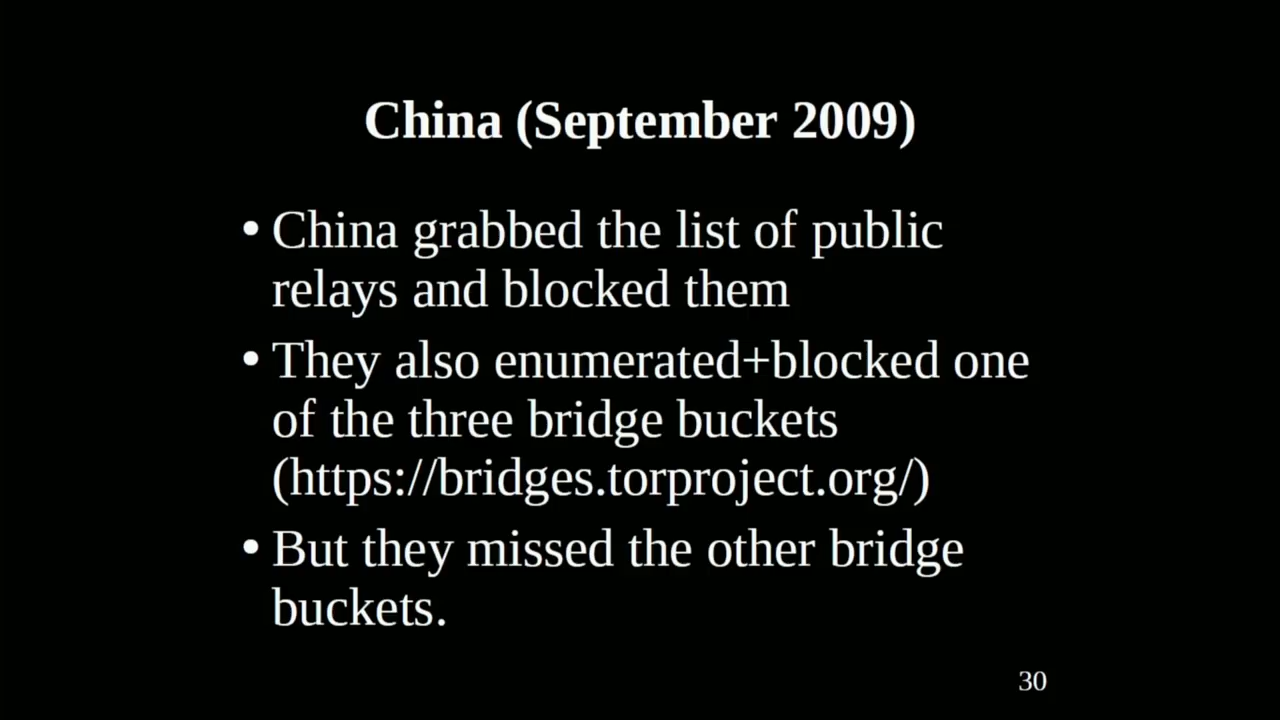 China (September 2009)
• China grabbed the list of public
relays and blocked them
• They also enumerated+blocked one
of the three bridge buckets
(https://bridges.torproject.org/)
• But they missed the other bridge
buckets.
30